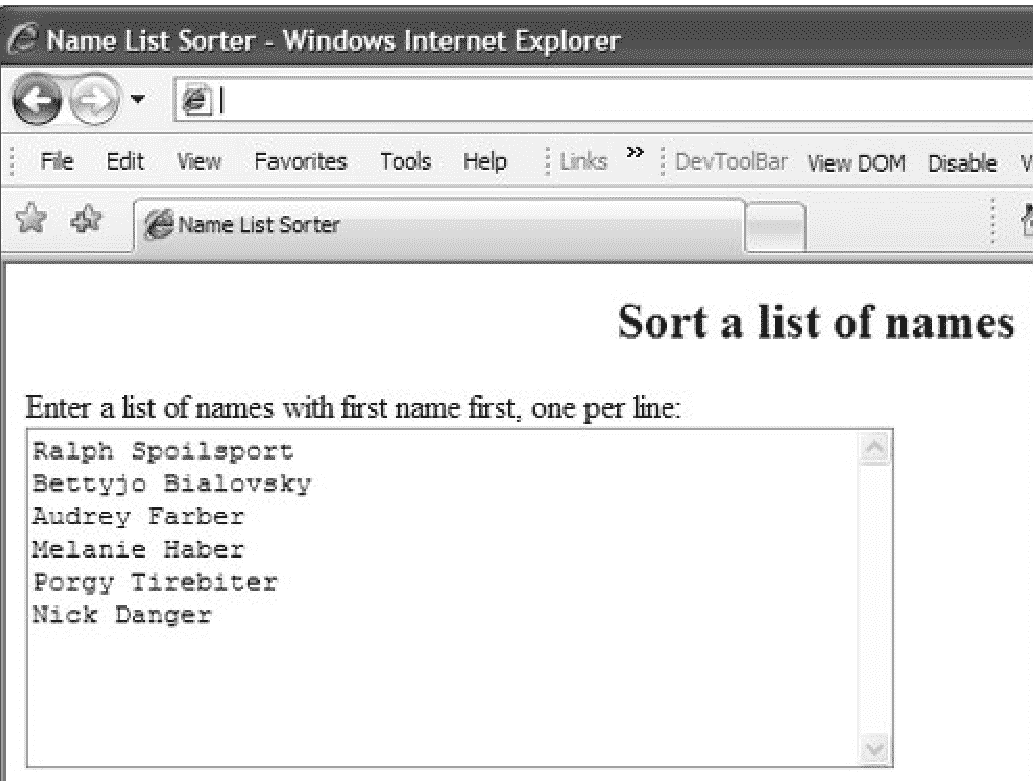 Name List Sorter - Windows Internet Explorer
File Edit View Favorites Tools Help Links » DevToolBar View DOM Disable
Name List Sorter
Sort a list of names
Enter a list of names with first name first, one per line:
Ralph Spoilsport
Bettyjo Bialovsky
Audrey Farber
Melanie Haber
Porgy Tirebiter
Nick Danger